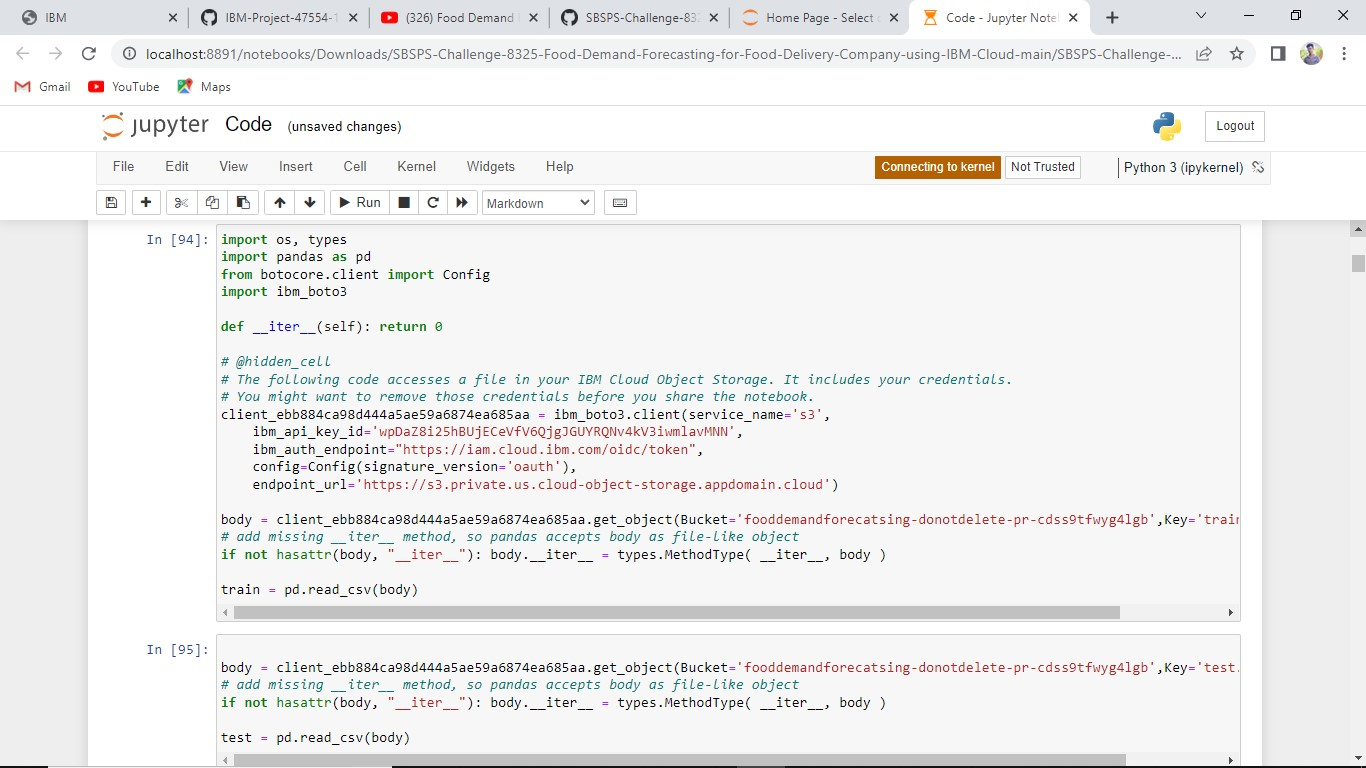 IBM
IBM-Project-47554-1
(326) Food Demand
SBSPS-Challenge-832
Home Page - Select o
Code - Jupyter Note
localhost:8891/notebooks/Downloads/SBSPS-Challenge-8325-Food-Demand-Forecasting-for-Food-Delivery-Company-using-IBM-Cloud-main/SBSPS-Challenge-...
Gmail YouTube Maps
jupyter Code (unsaved changes)
Logout
File Edit View Insert Cell Kernel Widgets Help
Connecting to kernel Not Trusted Python 3 (ipykernel)
Run Markdown
In [94]:
import os, types
import pandas as pd
from botocore.client import Config
import ibm_boto3
def __iter__(self): return 0
# @hidden_cell
# The following code accesses a file in your IBM Cloud Object Storage. It includes your credentials.
# You might want to remove those credentials before you share the notebook.
client_ebb884ca98d444a5ae59a6874ea685aa = ibm_boto3.client(service_name='s3',
ibm_api_key_id='wpDaZ8i25hBUjECeVfV6QjgJGUYRQNv4kV3iwmlavMNN',
ibm_auth_endpoint="https://iam.cloud.ibm.com/oidc/token",
config=Config(signature_version='oauth'),
endpoint_url='https://s3.private.us.cloud-object-storage.appdomain.cloud')
body = client_ebb884ca98d444a5ae59a6874ea685aa.get_object(Bucket='fooddemandforecatsing-donotdelete-pr-cdss9tfwyg4lgb',Key='train
# add missing __iter__ method, so pandas accepts body as file-like object
if not hasattr(body, "__iter__"): body.__iter__ = types.MethodType( __iter__, body )
train = pd.read_csv(body)
In [95]:
body = client_ebb884ca98d444a5ae59a6874ea685aa.get_object(Bucket='fooddemandforecatsing-donotdelete-pr-cdss9tfwyg4lgb',Key='test.
# add missing __iter__ method, so pandas accepts body as file-like object
if not hasattr(body, "__iter__"): body.__iter__ = types.MethodType( __iter__, body )
test = pd.read_csv(body)